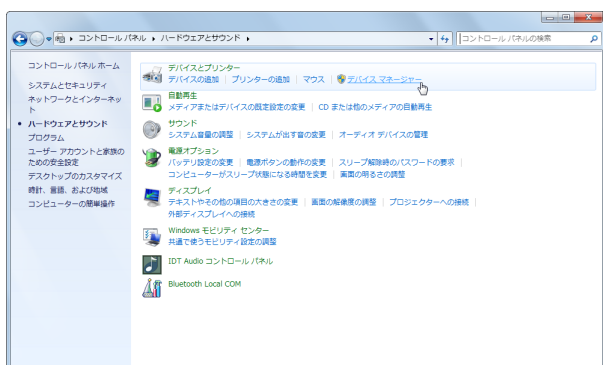 コントロール パネル ▸ ハードウェアとサウンド ▸
コントロール パネルの検索
コントロール パネル ホーム
システムとセキュリティ
ネットワークとインターネッ
ト
ハードウェアとサウンド
プログラム
ユーザー アカウントと家族の
ための安全設定
デスクトップのカスタマイズ
時計、言語、および地域
コンピューターの簡単操作
デバイスとプリンター
デバイスの追加 | プリンターの追加 | マウス | デバイス マネージャー
自動再生
メディアまたはデバイスの既定設定の変更 | CD または他のメディアの自動再生
サウンド
システム音量の調整 | システムが出す音の変更 | オーディオ デバイスの管理
電源オプション
バッテリ設定の変更 | 電源ボタンの動作の変更 | スリープ解除時のパスワードの要求 |
コンピューターがスリープ状態になる時間を変更 | 画面の明るさの調整
ディスプレイ
テキストやその他の項目の大きさの変更 | 画面の解像度の調整 | プロジェクターへの接続 |
外部ディスプレイへの接続
Windows モビリティ センター
共通で使うモビリティ設定の調整
IDT Audio コントロール パネル
Bluetooth Local COM